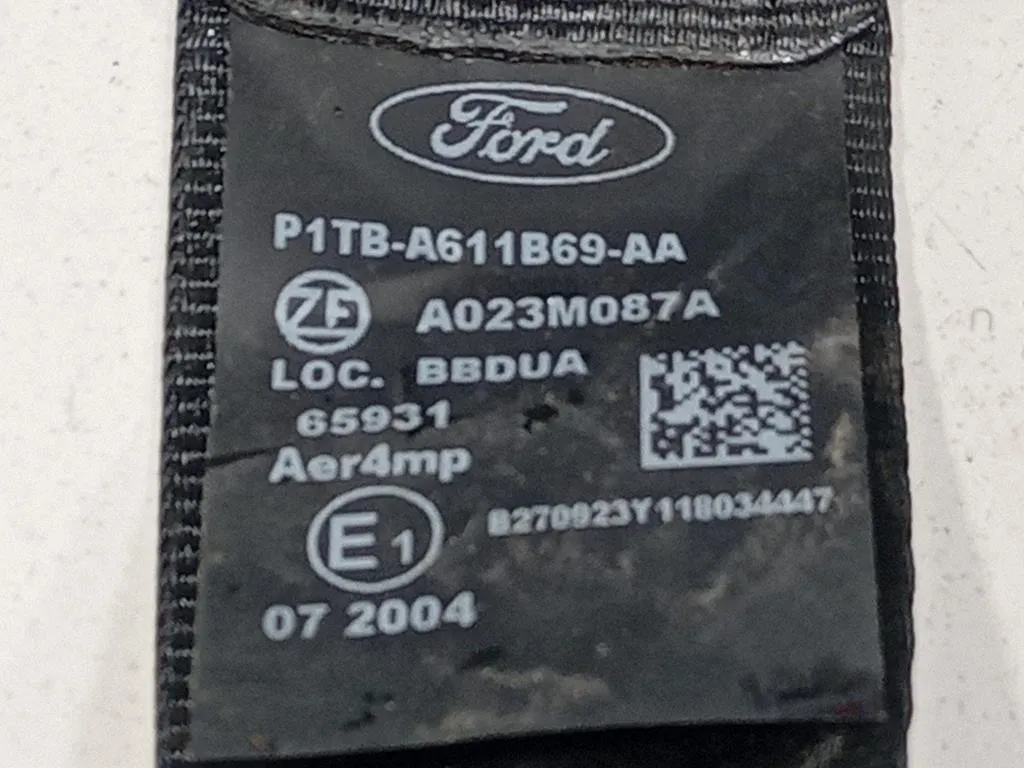 Ford
P1TB-A611B69-AA
ZF A023M087A
LOC. BBDUA
65931
Aer4mp
E1
B270923Y118034447
07 2004